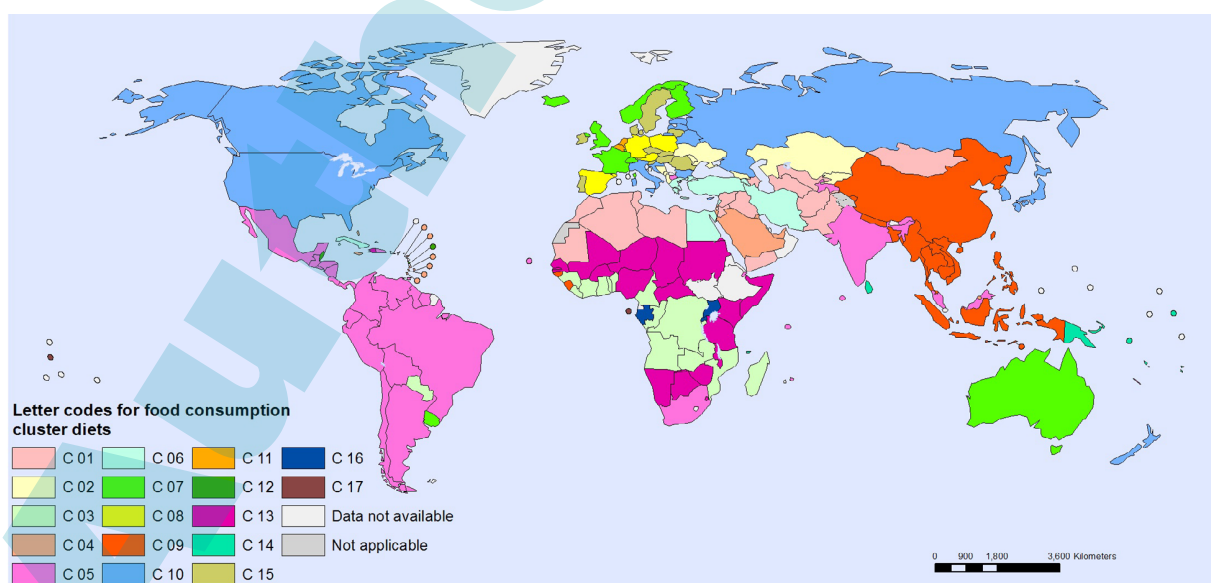 Letter codes for food consumption
cluster diets
C 01 C 06 C 11 C 16
C 02 C 07 C 12 C 17
C 03 C 08 C 13 Data not available
C 04 C 09 C 14 Not applicable
C 05 C 10 C 15
0 900 1,800 3,600 Kilometers